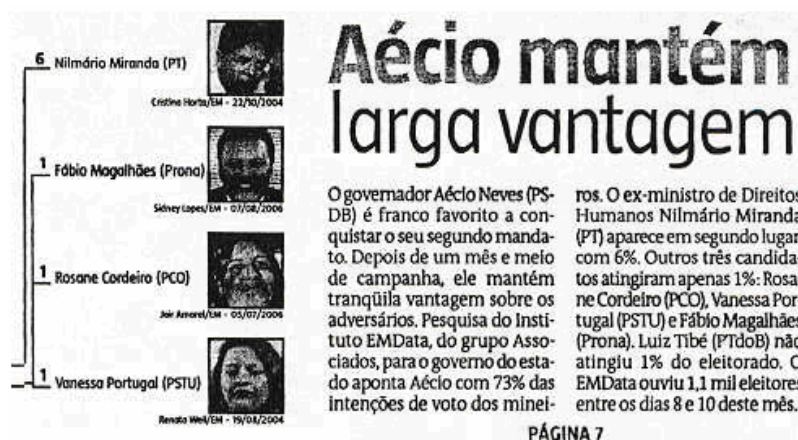 6 Nilmário Miranda (PT)
Cristina Horta/EM - 22/10/2004
1 Fábio Magalhães (Prona)
Sidney Lopes/EM - 07/08/2006
1 Rosane Cordeiro (PCO)
Jair Amaral/EM - 05/07/2006
1 Vanessa Portugal (PSTU)
Renato Weil/EM - 19/08/2004
Aécio mantém
larga vantagem
O governador Aécio Neves (PS-
DB) é franco favorito a con-
quistar o seu segundo manda-
to. Depois de um mês e meio
de campanha, ele mantém
tranqüila vantagem sobre os
adversários. Pesquisa do Insti-
tuto EMData, do grupo Asso-
ciados, para o governo do esta-
do aponta Aécio com 73% das
intenções de voto dos minei-
ros. O ex-ministro de Direitos
Humanos Nilmário Miranda
(PT) aparece em segundo lugar
com 6%. Outros três candida-
tos atingiram apenas 1%: Rosa-
ne Cordeiro (PCO), Vanessa Por-
tugal (PSTU) e Fábio Magalhães
(Prona). Luiz Tibé (PTdoB) não
atingiu 1% do eleitorado. O
EMData ouviu 1,1 mil eleitores
entre os dias 8 e 10 deste mês.
PÁGINA 7